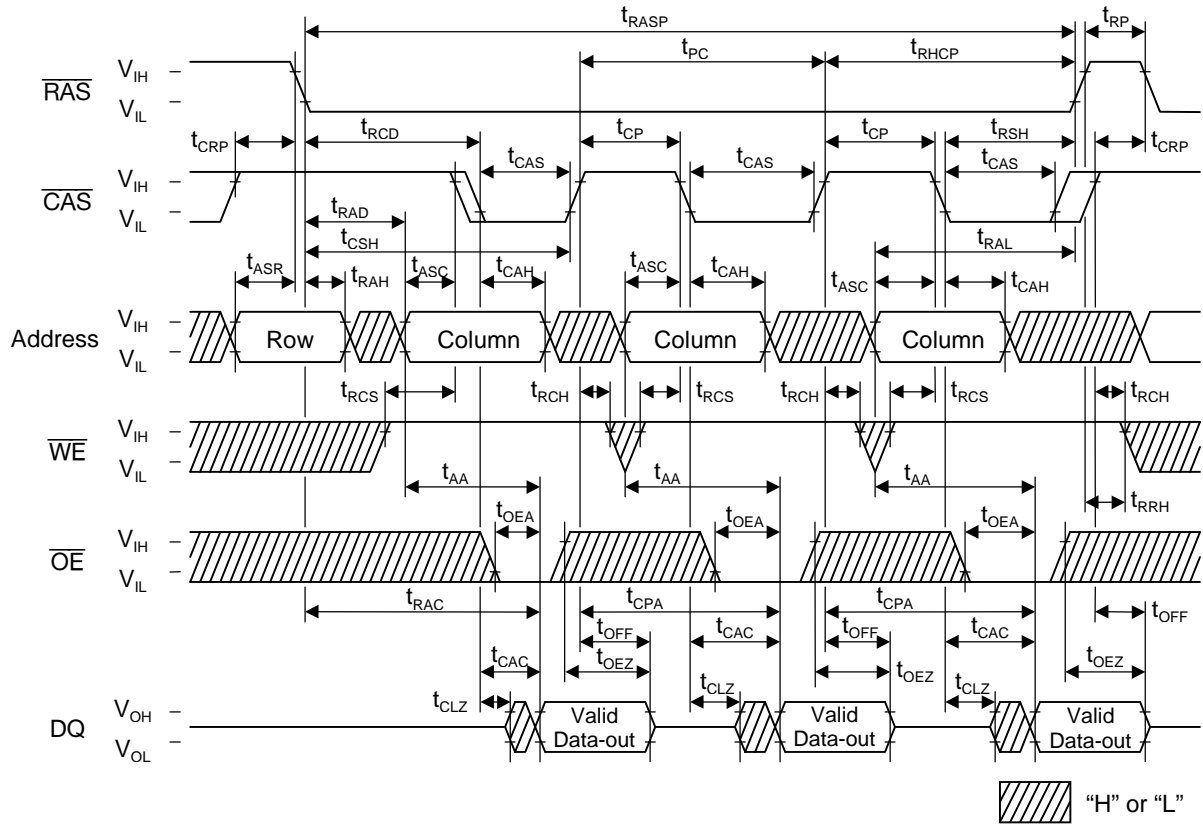 tRASP tRP
tPC tRHCP
RAS VIH
VIL
tCRP tRCD tCP tCP tRSH tCRP
tCAS tCAS tCAS
CAS VIH
VIL
tRAD
tCSH tRAL
tASR tRAH tASC tCAH tASC tCAH tASC tCAH
Address VIH
VIL
Row Column Column Column
tRCS tRCH tRCS tRCH tRCS tRCH
WE VIH
VIL
tAA tAA tAA
tRRH
tOEA tOEA tOEA
OE VIH
VIL
tRAC tCPA tCPA tOFF
tCAC tOFF tCAC tOFF tCAC
tOEZ tOEZ tOEZ
tCLZ tCLZ tCLZ
DQ VOH
VOL
Valid Data-out Valid Data-out Valid Data-out
“H” or “L”